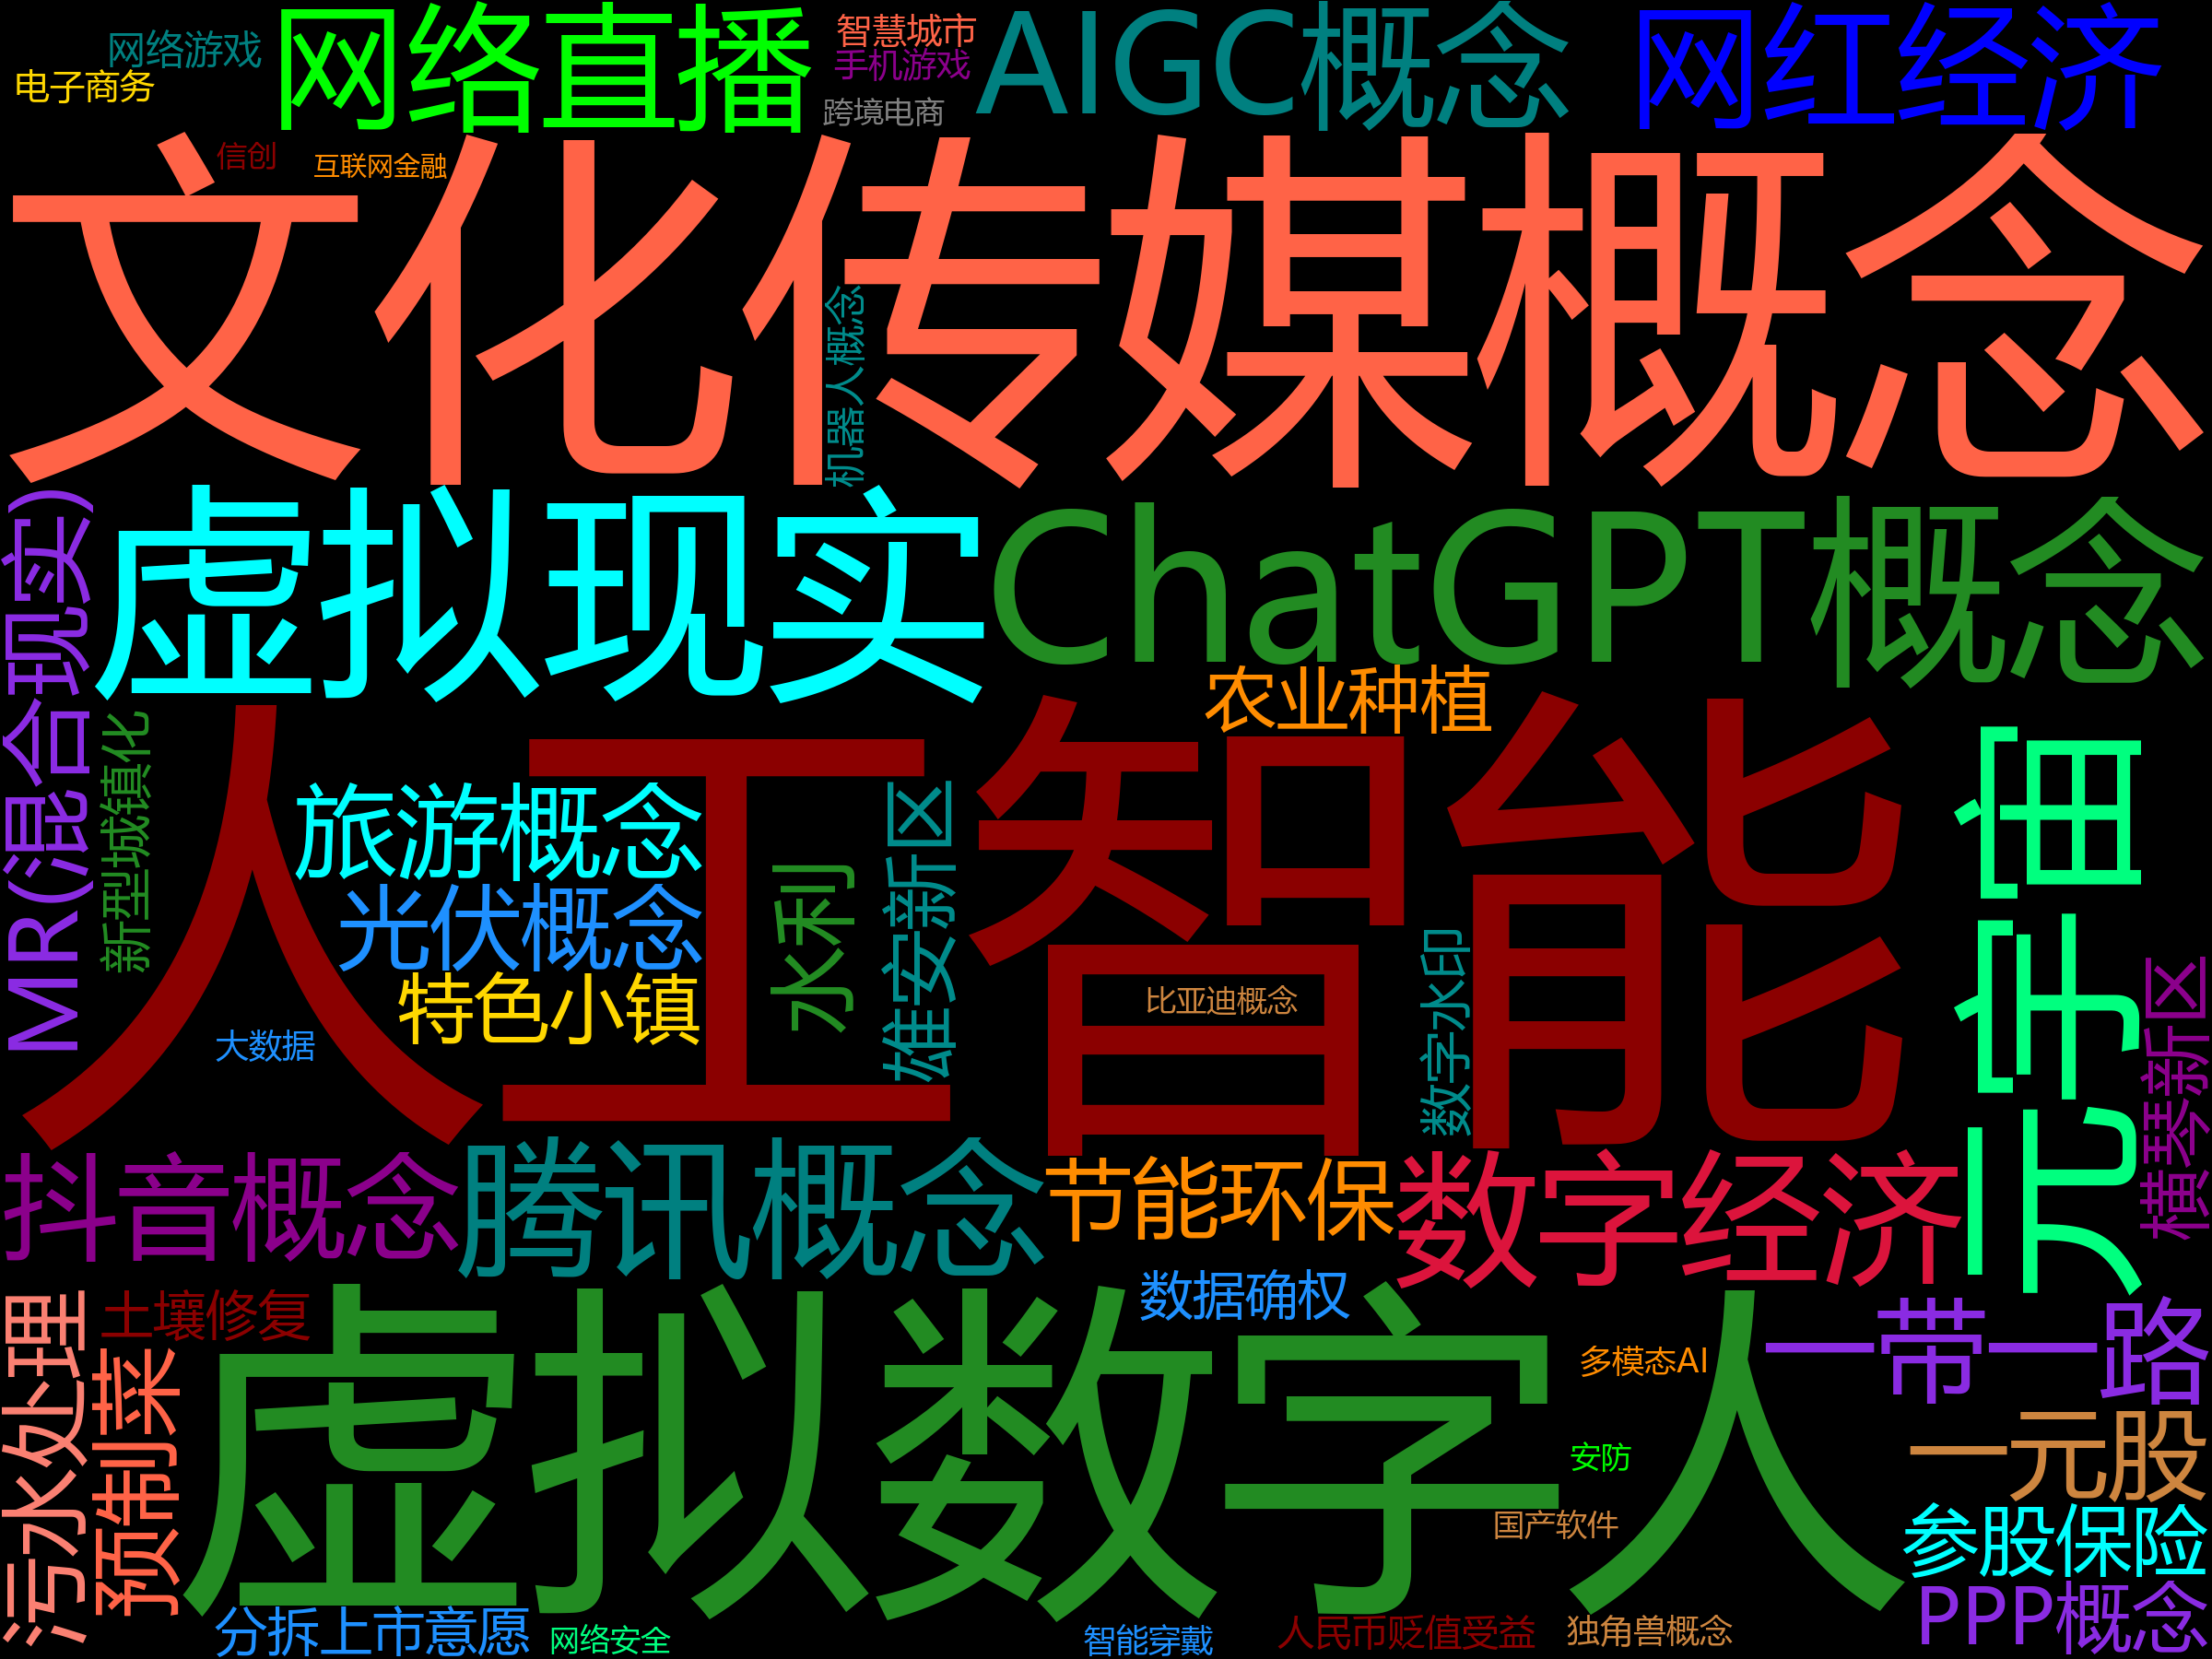 网络游戏
网络直播
智慧城市
AIGC概念
网红经济
电子商务
手机游戏
跨境电商
信创
互联网金融
文化传媒概念
机器人概念
MR(混合现实)
虚拟现实
ChatGPT概念
农业种植
人工智能
新型城镇化
旅游概念
雄安新区
元宇宙
光伏概念
水利
特色小镇
数字水印
横琴新区
比亚迪概念
大数据
抖音概念
腾讯概念
节能环保
数字经济
数据确权
污水处理
土壤修复
预制菜
虚拟数字人
多模态AI
一带一路
一元股
安防
国产软件
参股保险
PPP概念
分拆上市意愿
网络安全
智能穿戴
人民币贬值受益
独角兽概念